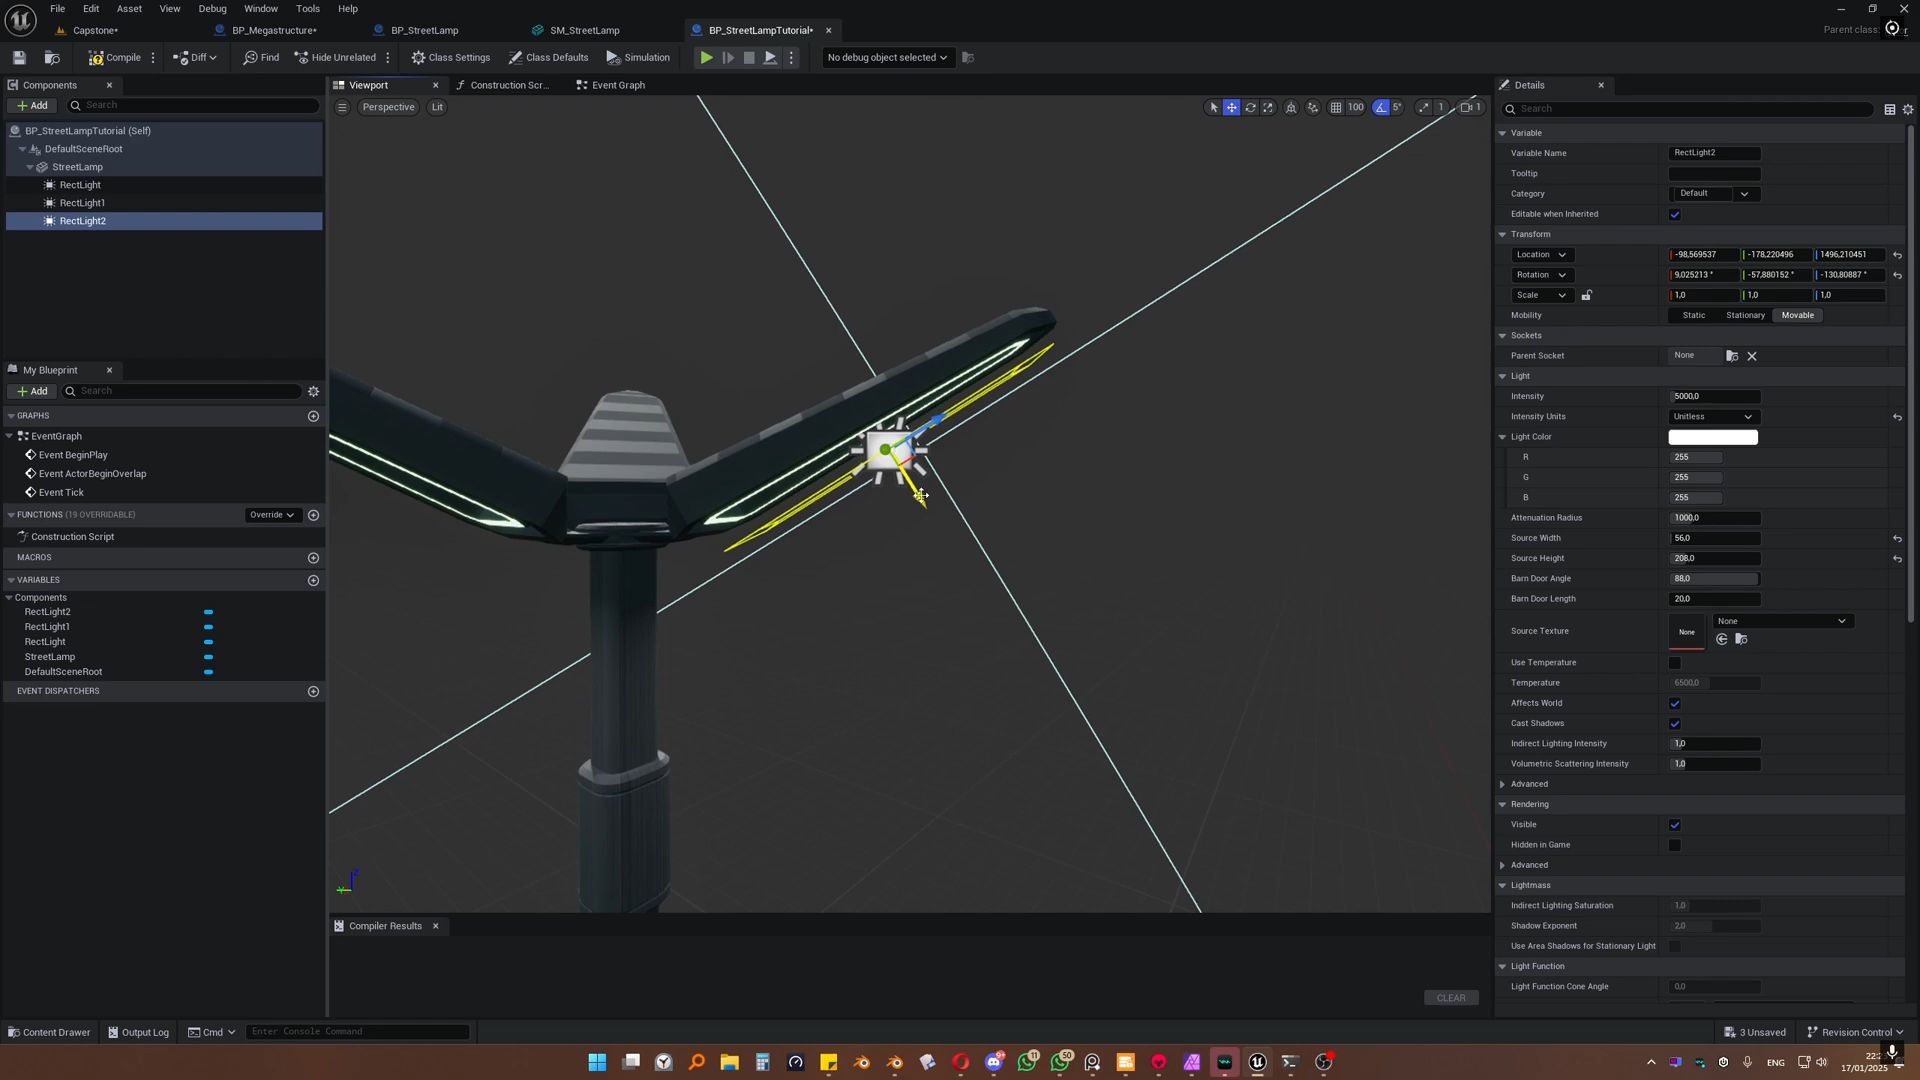 File Edit Asset View Debug Window Tools Help
Capstone* BP_Megastructure* BP_StreetLamp SM_StreetLamp BP_StreetLampTutorial* Parent class:
Compile Diff Find Hide Unrelated Class Settings Class Defaults Simulation No debug object selected
Components
Add Search
BP_StreetLampTutorial (Self)
DefaultSceneRoot
StreetLamp
RectLight
RectLight1
RectLight2
My Blueprint
Add Search
GRAPHS
EventGraph
Event BeginPlay
Event ActorBeginOverlap
Event Tick
FUNCTIONS (19 OVERRIDABLE) Override
Construction Script
MACROS
VARIABLES
Components
RectLight2
RectLight1
RectLight
StreetLamp
DefaultSceneRoot
EVENT DISPATCHERS
Viewport Construction Scr... Event Graph
Perspective Lit 100 5° 1 1
Compiler Results
CLEAR
Details
Search
Variable
Variable Name RectLight2
Tooltip
Category Default
Editable when Inherited
Transform
Location -98,569537 -178,220496 1496,210451
Rotation 9,025213 ° -57,880152 ° -130,80887 °
Scale 1,0 1,0 1,0
Mobility Static Stationary Movable
Sockets
Parent Socket None
Light
Intensity 5000,0
Intensity Units Unitless
Light Color
R 255
G 255
B 255
Attenuation Radius 1000,0
Source Width 56,0
Source Height 208,0
Barn Door Angle 88,0
Barn Door Length 20,0
Source Texture None None
Use Temperature
Temperature 6500,0
Affects World
Cast Shadows
Indirect Lighting Intensity 1,0
Volumetric Scattering Intensity 1,0
Advanced
Rendering
Visible
Hidden in Game
Advanced
Lightmass
Indirect Lighting Saturation 1,0
Shadow Exponent 2,0
Use Area Shadows for Stationary Light
Light Function
Light Function Cone Angle 0,0
Content Drawer Output Log Cmd Enter Console Command 3 Unsaved Revision Control
9+ 11 50 ENG
17/01/2025